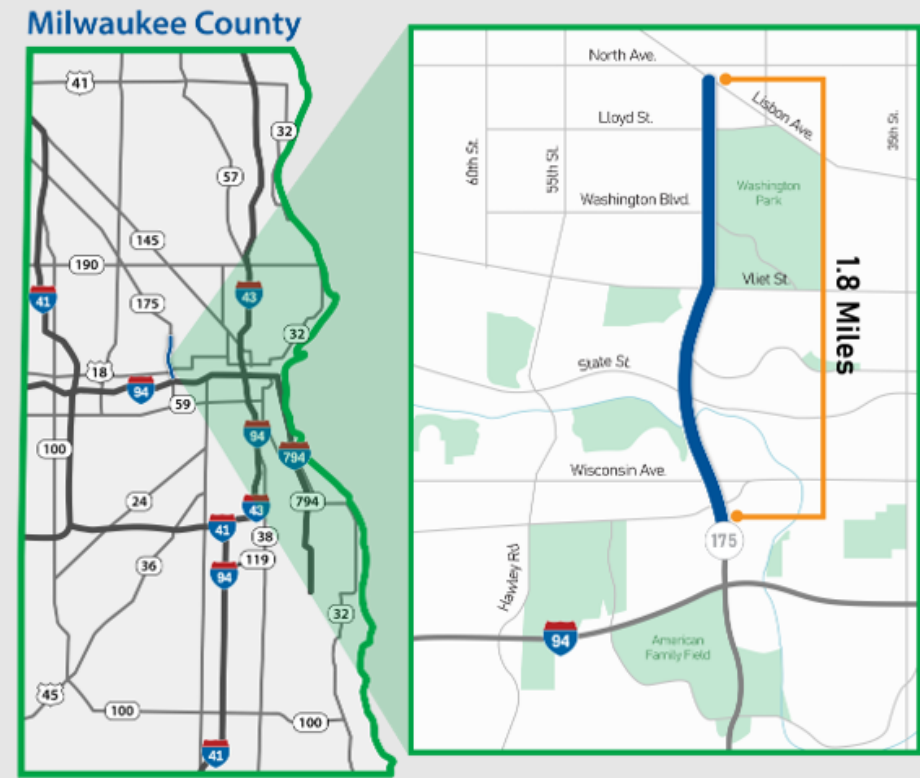 Milwaukee County
41
32
57
145
190
43
41
175
32
18
94
59
94
100
794
24
43
794
41
38
119
36
94
32
45
100
100
41
North Ave.
Lisbon Ave.
35th St.
Lloyd St.
60th St.
55th St.
Washington
Park
Washington Blvd.
Vliet St.
1.8 Miles
State St.
Wisconsin Ave.
175
Hawley Rd
94
American
Family Field